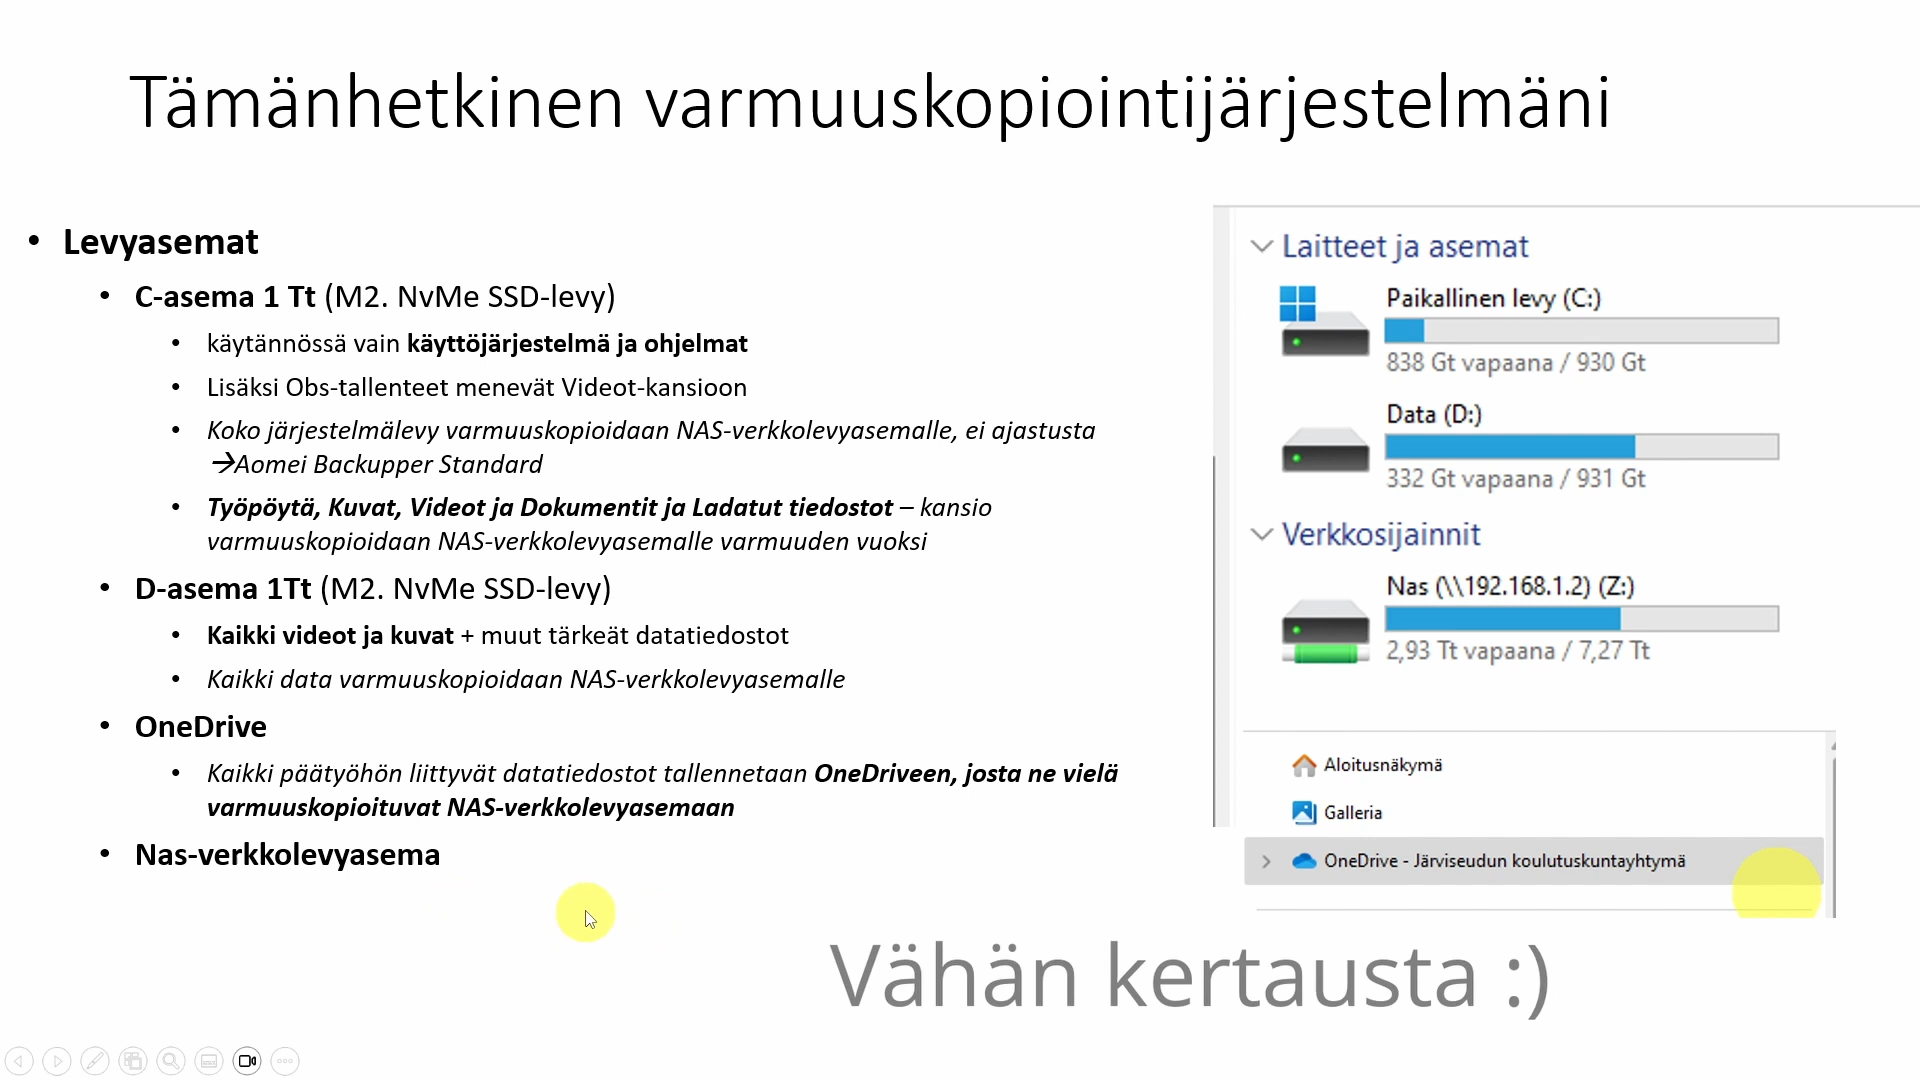 Tämänhetkinen varmuuskopiointijärjestelmäni
• Levyasemat
• C-asema 1 Tt (M2. NvMe SSD-levy)
• käytännössä vain käyttöjärjestelmä ja ohjelmat
• Lisäksi Obs-tallenteet menevät Videot-kansioon
• Koko järjestelmälevy varmuuskopioidaan NAS-verkkolevyasemalle, ei ajastusta
→Aomei Backupper Standard
• Työpöytä, Kuvat, Videot ja Dokumentit ja Ladatut tiedostot – kansio
varmuuskopioidaan NAS-verkkolevyasemalle varmuuden vuoksi
• D-asema 1Tt (M2. NvMe SSD-levy)
• Kaikki videot ja kuvat + muut tärkeät datatiedostot
• Kaikki data varmuuskopioidaan NAS-verkkolevyasemalle
• OneDrive
• Kaikki päätyöhön liittyvät datatiedostot tallennetaan OneDriveen, josta ne vielä
varmuuskopioituvat NAS-verkkolevyasemaan
• Nas-verkkolevyasema
Laitteet ja asemat
Paikallinen levy (C:)
838 Gt vapaana / 930 Gt
Data (D:)
332 Gt vapaana / 931 Gt
Verkkosijainnit
Nas (\\192.168.1.2) (Z:)
2,93 Tt vapaana / 7,27 Tt
Aloitusnäkymä
Galleria
OneDrive - Järviseudun koulutuskuntayhtymä
Vähän kertausta :)